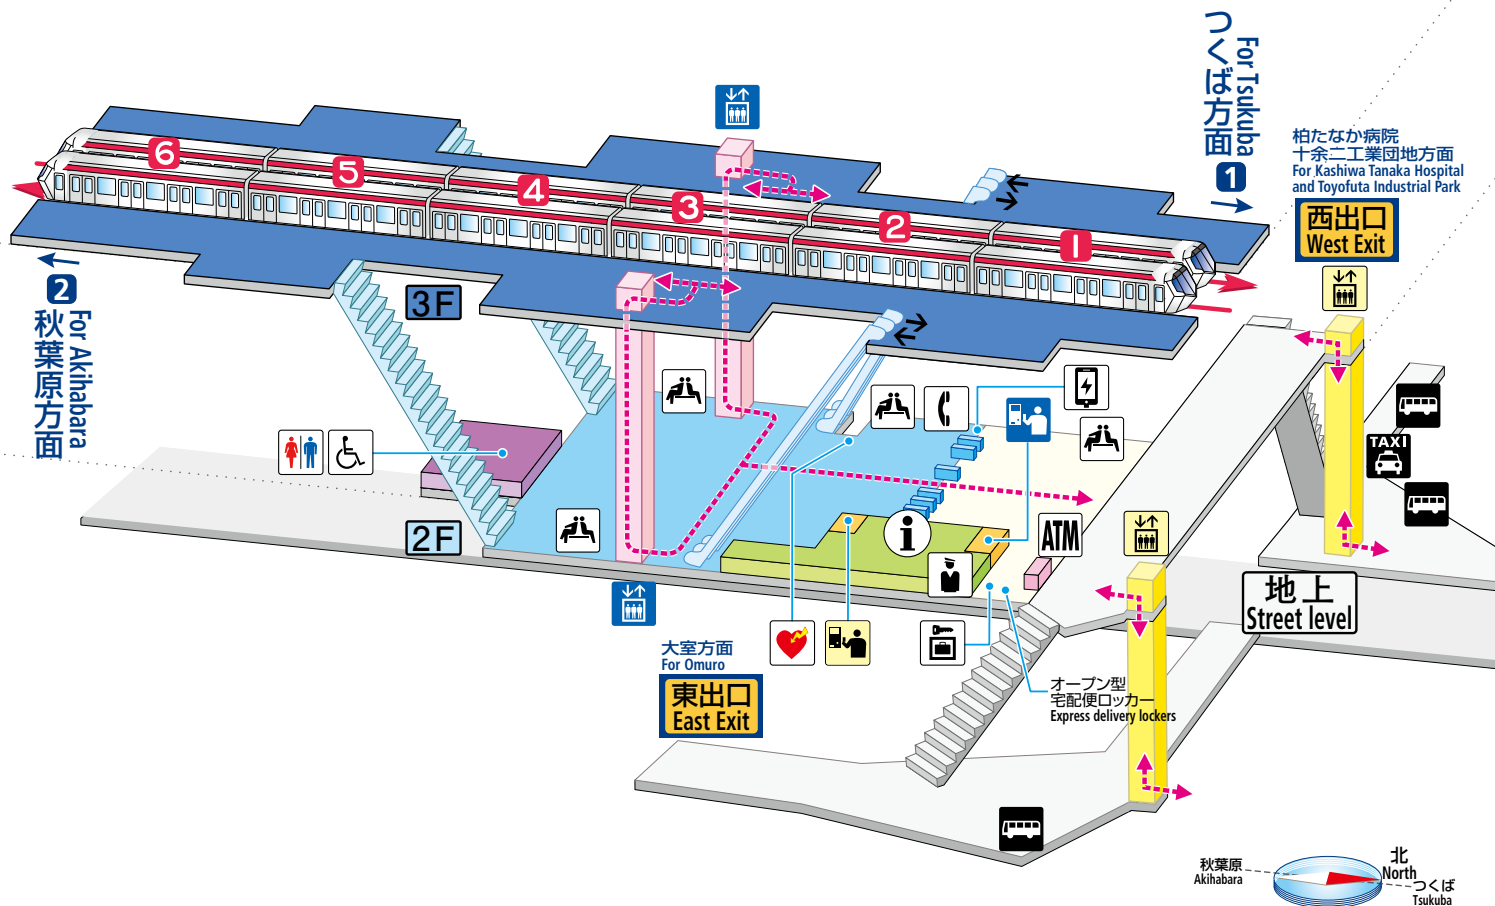 つくば方面
For Tsukuba
1
柏たなか病院
十余二工業団地方面
For Kashiwa Tanaka Hospital
and Toyofuta Industrial Park
西出口
West Exit
6
5
4
3
2
1
2
For Akihabara
秋葉原方面
3F
2F
TAXI
i
ATM
地上
Street level
大室方面
For Omuro
東出口
East Exit
オープン型
宅配便ロッカー
Express delivery lockers
秋葉原
Akihabara
北
North
つくば
Tsukuba